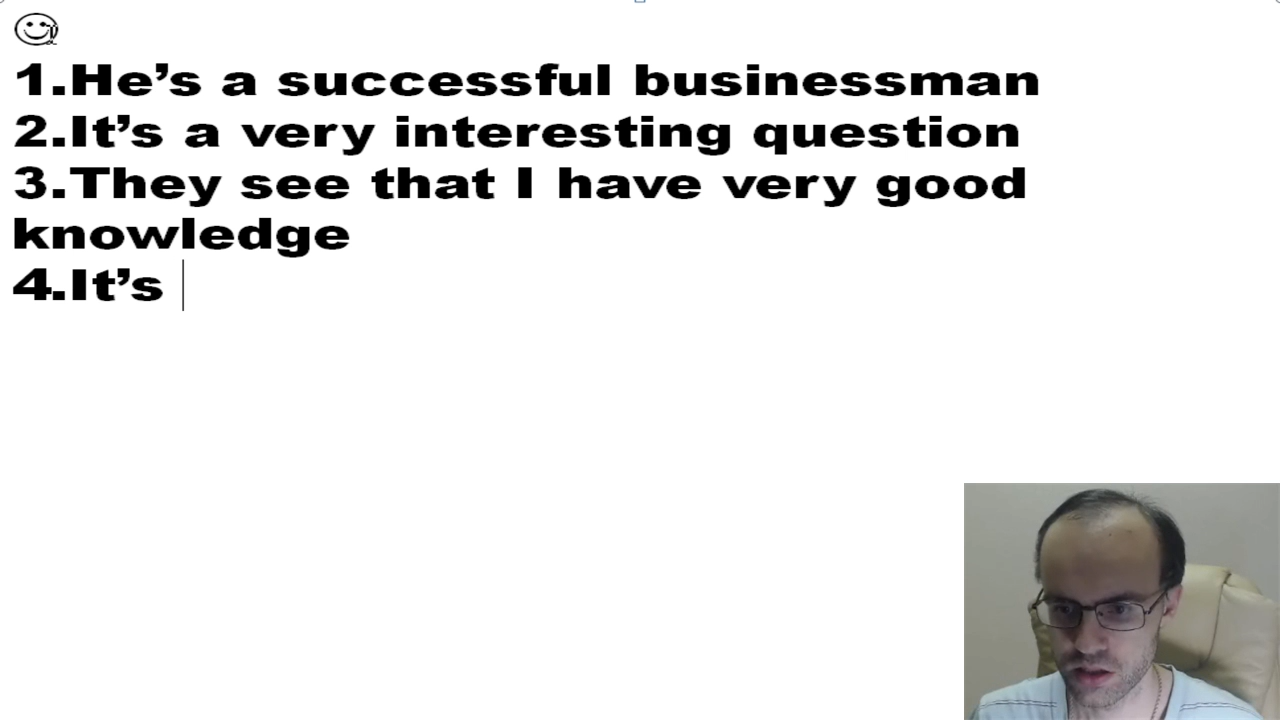 1.He’s a successful businessman
2.It’s a very interesting question
3.They see that I have very good
knowledge
4.It’s